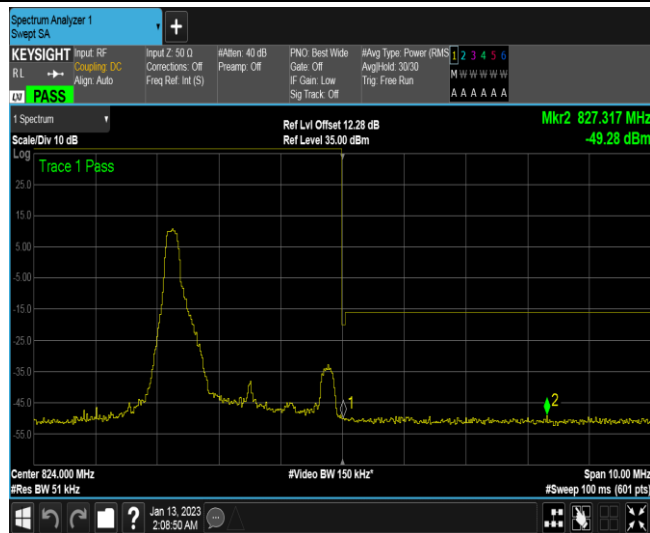 Spectrum Analyzer 1
Swept SA
+
KEYSIGHT
RL
LXI PASS
Input: RF
Coupling: DC
Align: Auto
Input Z: 50 Ω
Corrections: Off
Freq Ref: Int (S)
#Atten: 40 dB
Preamp: Off
PNO: Best Wide
Gate: Off
IF Gain: Low
Sig Track: Off
#Avg Type: Power (RMS
Avg|Hold: 30/30
Trig: Free Run
1 2 3 4 5 6
M W W W W W
A A A A A A
1 Spectrum
Scale/Div 10 dB
Ref Lvl Offset 12.28 dB
Ref Level 35.00 dBm
Mkr2 827.317 MHz
-49.28 dBm
Log
Trace 1 Pass
25.0
15.0
5.00
-5.00
-15.0
-25.0
-35.0
-45.0
-55.0
1
2
Center 824.000 MHz
#Res BW 51 kHz
#Video BW 150 kHz*
Span 10.00 MHz
#Sweep 100 ms (601 pts)
?
Jan 13, 2023
2:08:50 AM